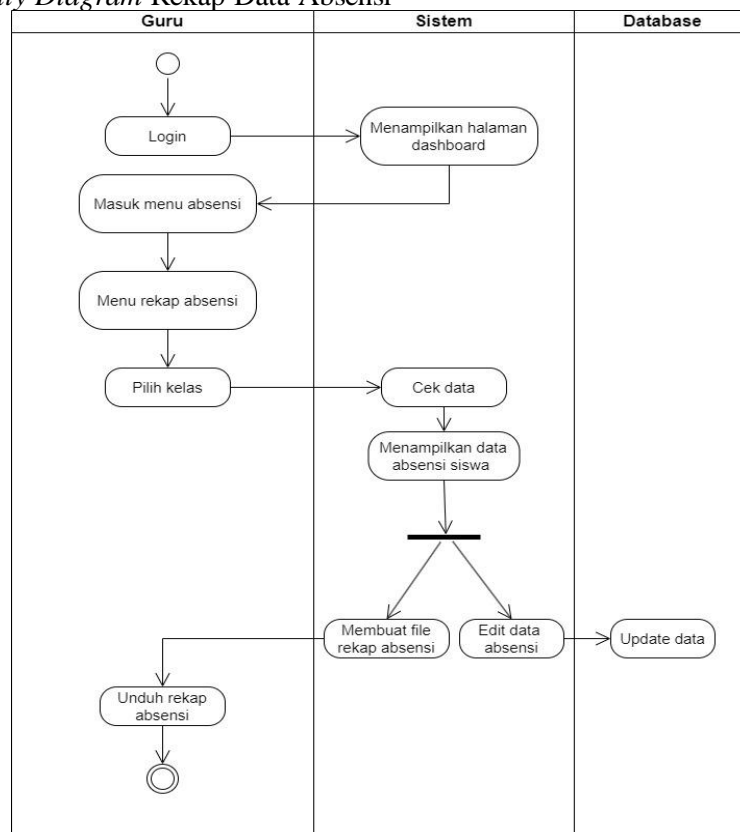 Diagram Rekap Data Absensi
Guru
Sistem
Database
Login
Menampilkan halaman
dashboard
Masuk menu absensi
Menu rekap absensi
Pilih kelas
Cek data
Menampilkan data
absensi siswa
Membuat file
rekap absensi
Edit data
absensi
Update data
Unduh rekap
absensi